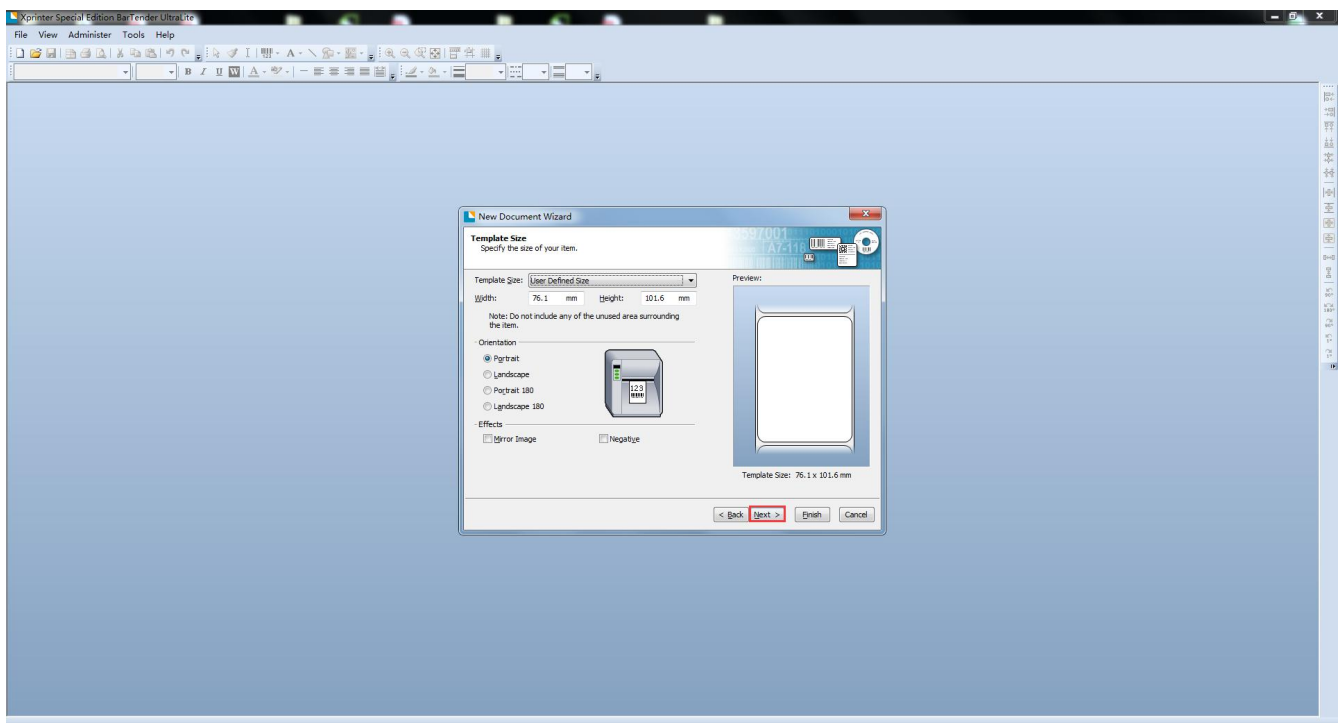 Xprinter Special Edition BarTender UltraLite
File View Administer Tools Help
New Document Wizard
Template Size
Specify the size of your item.
Template Size: User Defined Size
Width: 76.1 mm Height: 101.6 mm
Note: Do not include any of the unused area surrounding
the item.
Orientation
Portrait
Landscape
Portrait 180
Landscape 180
123
Effects
Mirror Image Negative
Preview:
Template Size: 76.1 x 101.6 mm
< Back Next > Finish Cancel